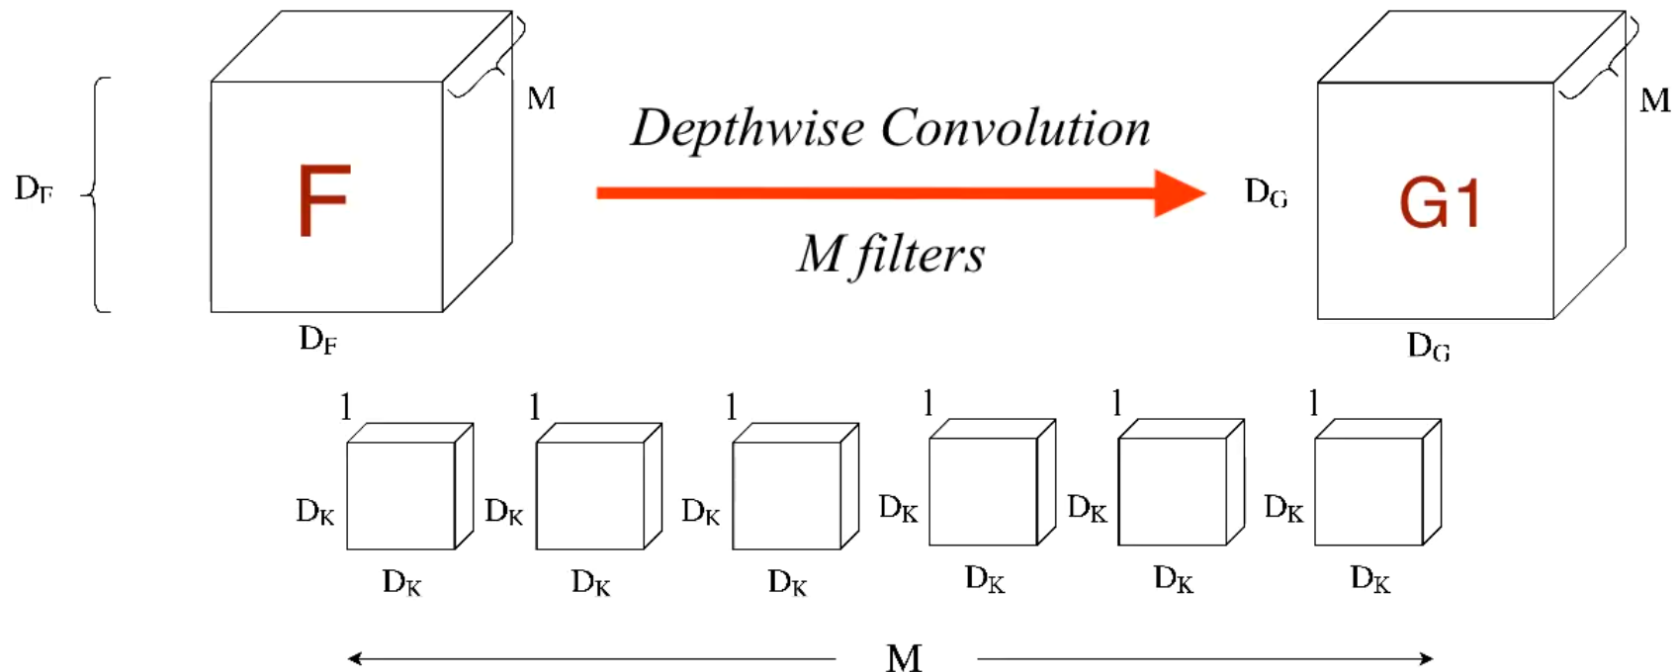 M
M
Depthwise Convolution
D_F
F
D_G
G1
M filters
D_F
D_G
1 1 1 1 1 1
D_K D_K D_K D_K D_K D_K
D_K D_K D_K D_K D_K D_K
M